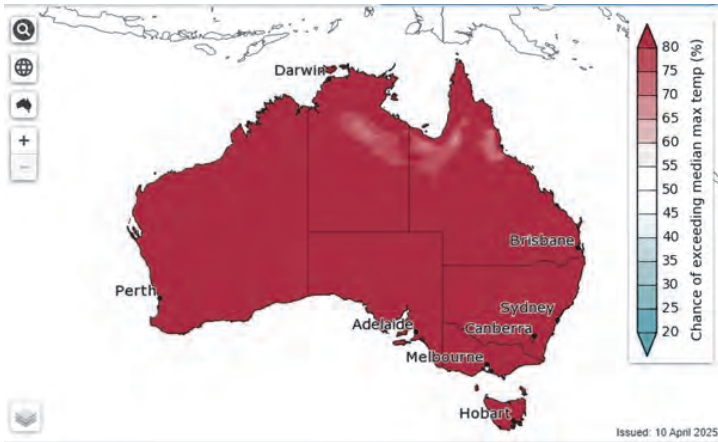 Darwin
Brisbane
Perth
Sydney
Adelaide
Canberra
Melbourne
Hobart
80
75
70
65
60
55
50
45
40
35
30
25
20
Chance of exceeding median max temp (%)
+
−
Issued: 10 April 2025